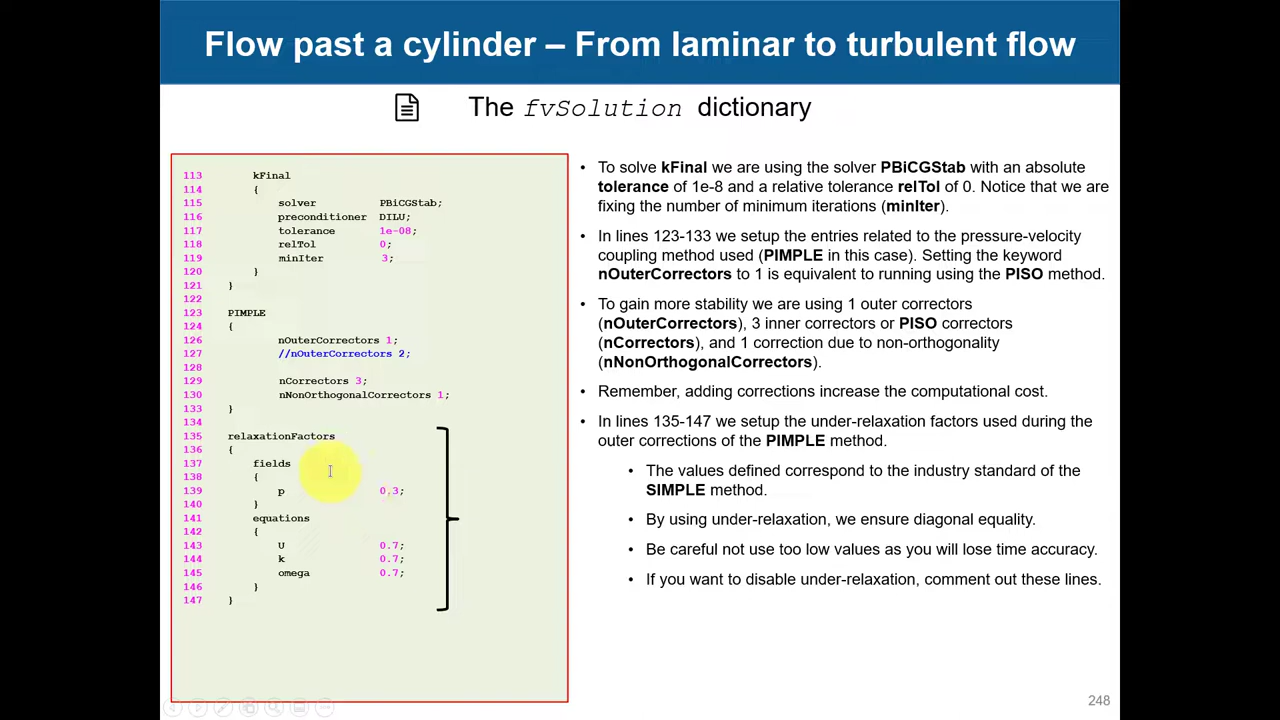 Flow past a cylinder – From laminar to turbulent flow
The fvSolution dictionary
113 kFinal
114 {
115 solver PBiCGStab;
116 preconditioner DILU;
117 tolerance 1e-08;
118 relTol 0;
119 minIter 3;
120 }
121 }
122
123 PIMPLE
124 {
126 nOuterCorrectors 1;
127 //nOuterCorrectors 2;
128
129 nCorrectors 3;
130 nNonOrthogonalCorrectors 1;
133 }
134
135 relaxationFactors
136 {
137 fields
138 {
139 p 0.3;
140 }
141 equations
142 {
143 U 0.7;
144 k 0.7;
145 omega 0.7;
146 }
147 }
• To solve kFinal we are using the solver PBiCGStab with an absolute
tolerance of 1e-8 and a relative tolerance relTol of 0. Notice that we are
fixing the number of minimum iterations (minIter).
• In lines 123-133 we setup the entries related to the pressure-velocity
coupling method used (PIMPLE in this case). Setting the keyword
nOuterCorrectors to 1 is equivalent to running using the PISO method.
• To gain more stability we are using 1 outer correctors
(nOuterCorrectors), 3 inner correctors or PISO correctors
(nCorrectors), and 1 correction due to non-orthogonality
(nNonOrthogonalCorrectors).
• Remember, adding corrections increase the computational cost.
• In lines 135-147 we setup the under-relaxation factors used during the
outer corrections of the PIMPLE method.
• The values defined correspond to the industry standard of the
SIMPLE method.
• By using under-relaxation, we ensure diagonal equality.
• Be careful not use too low values as you will lose time accuracy.
• If you want to disable under-relaxation, comment out these lines.
248